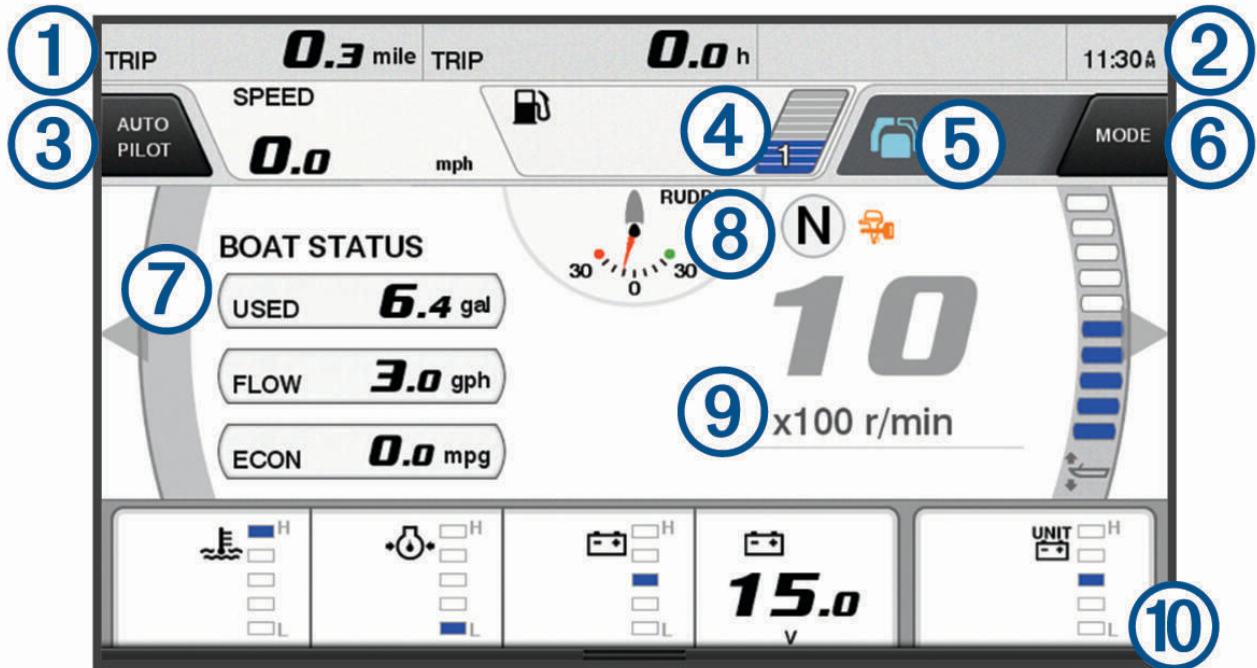 1
TRIP 0.3 mile TRIP 0.0 h 11:30A
2
3
AUTO
PILOT
SPEED
0.0 mph
4
1
5
MODE
6
7
BOAT STATUS
USED 6.4 gal
FLOW 3.0 gph
ECON 0.0 mpg
30 0 30
8
N
10
9
x100 r/min
H
L
H
L
H
L
15.0
V
UNIT
H
L
10